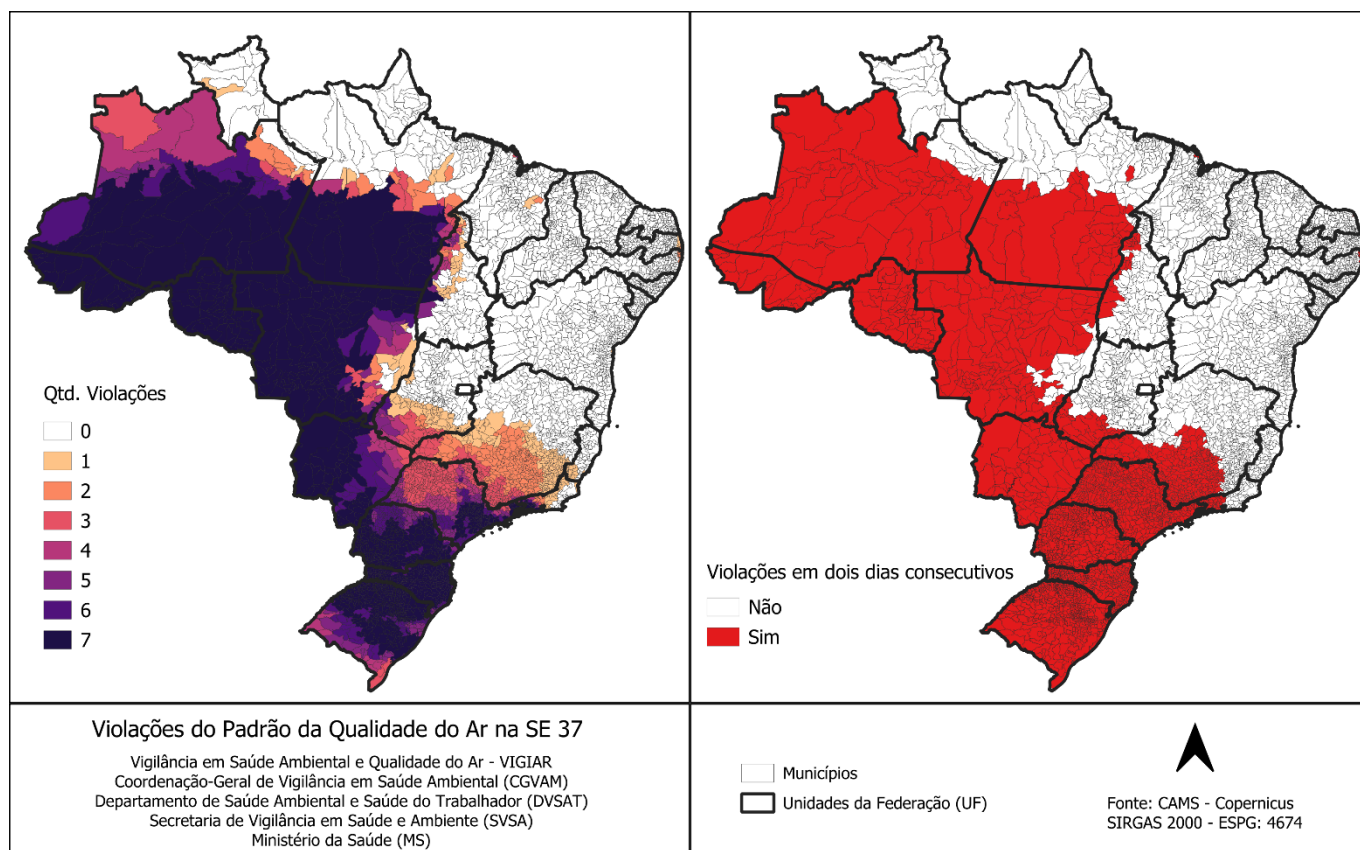 Qtd. Violações
0
1
2
3
4
5
6
7
Violações em dois dias consecutivos
Não
Sim
Violações do Padrão da Qualidade do Ar na SE 37
Vigilância em Saúde Ambiental e Qualidade do Ar - VIGIAR
Coordenação-Geral de Vigilância em Saúde Ambiental (CGVAM)
Departamento de Saúde Ambiental e Saúde do Trabalhador (DVSAT)
Secretaria de Vigilância em Saúde e Ambiente (SVSA)
Ministério da Saúde (MS)
Municípios
Unidades da Federação (UF)
Fonte: CAMS - Copernicus
SIRGAS 2000 - ESPG: 4674